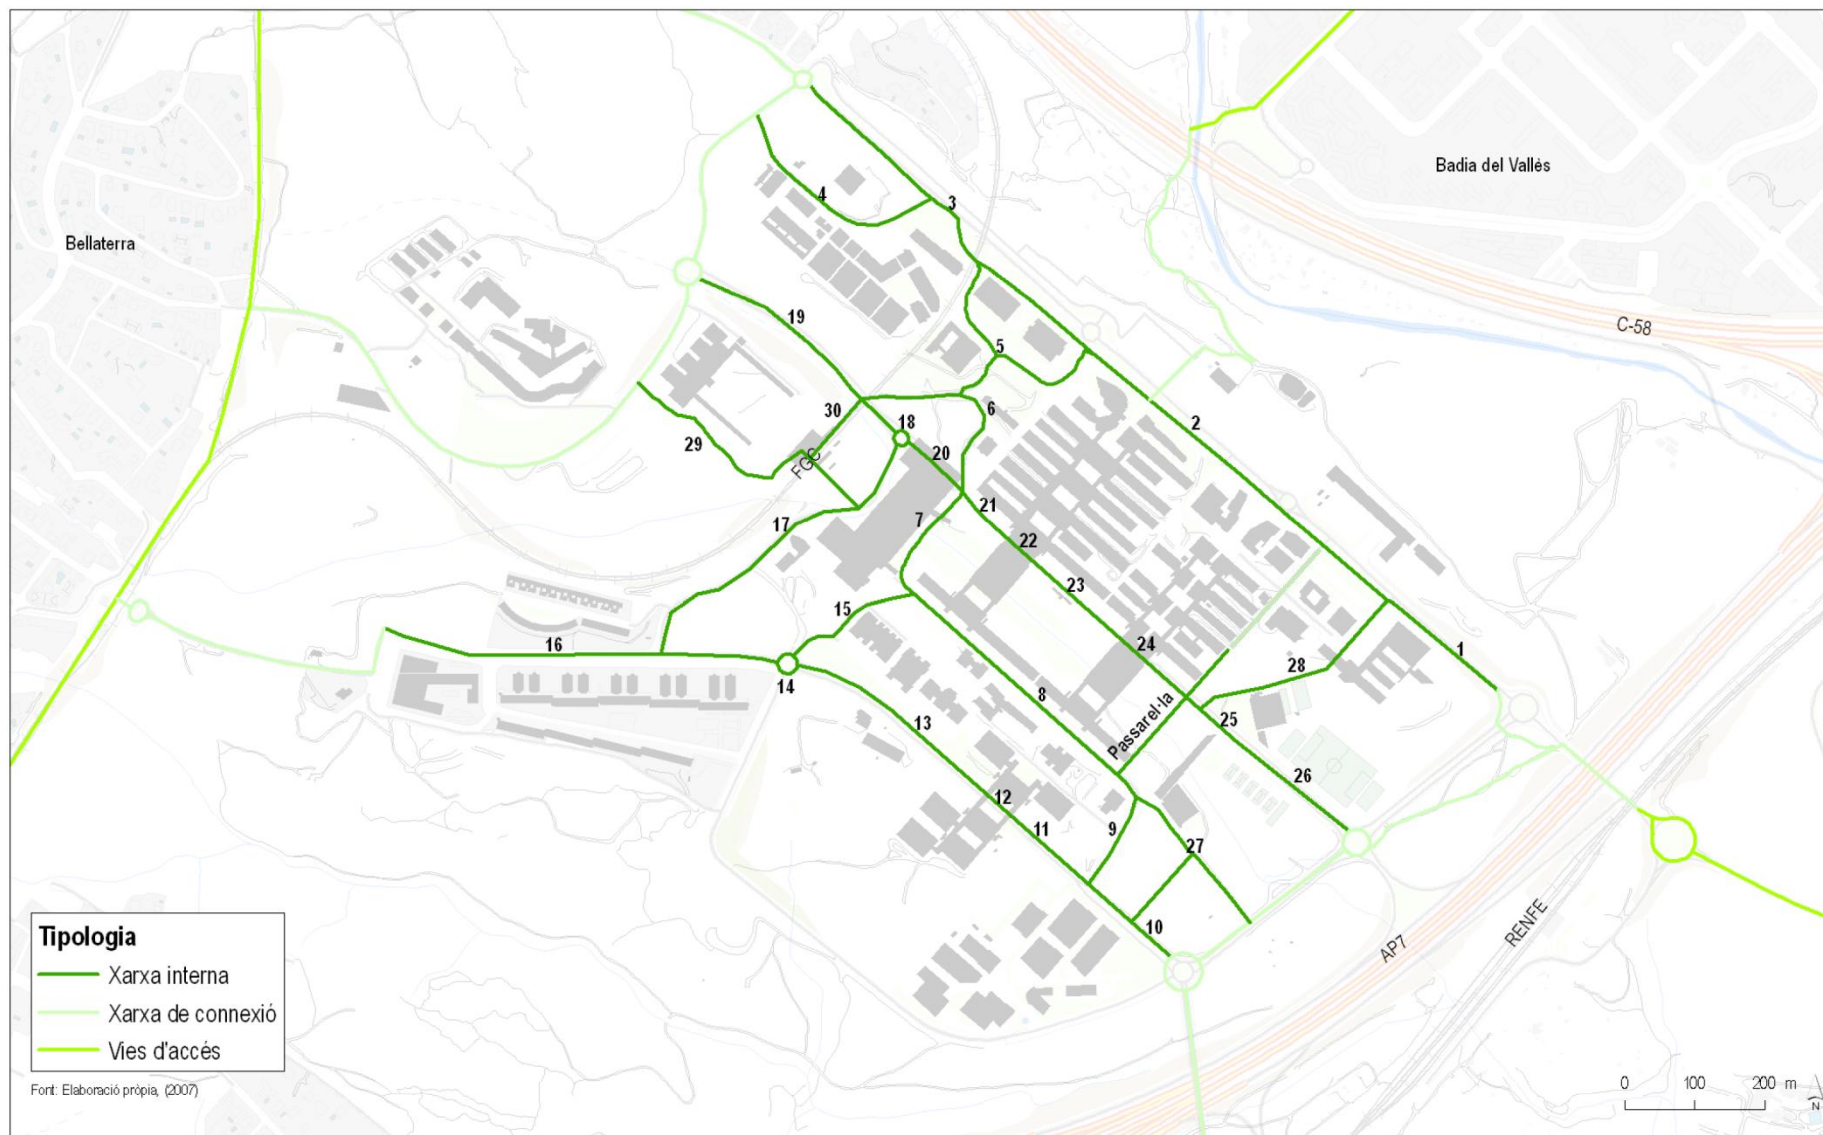 Badia del Vallès
4
3
Bellaterra
19
C-58
5
2
6
30
18
29
20
FGC
21
17
7
22
23
15
24
1
16
28
14
8
Passarel·la
25
13
26
12
11
9
27
10
RENFE
AP7
Tipologia
Xarxa interna
Xarxa de connexió
Vies d'accés
Font: Elaboració pròpia, (2007)
0 100 200 m
N